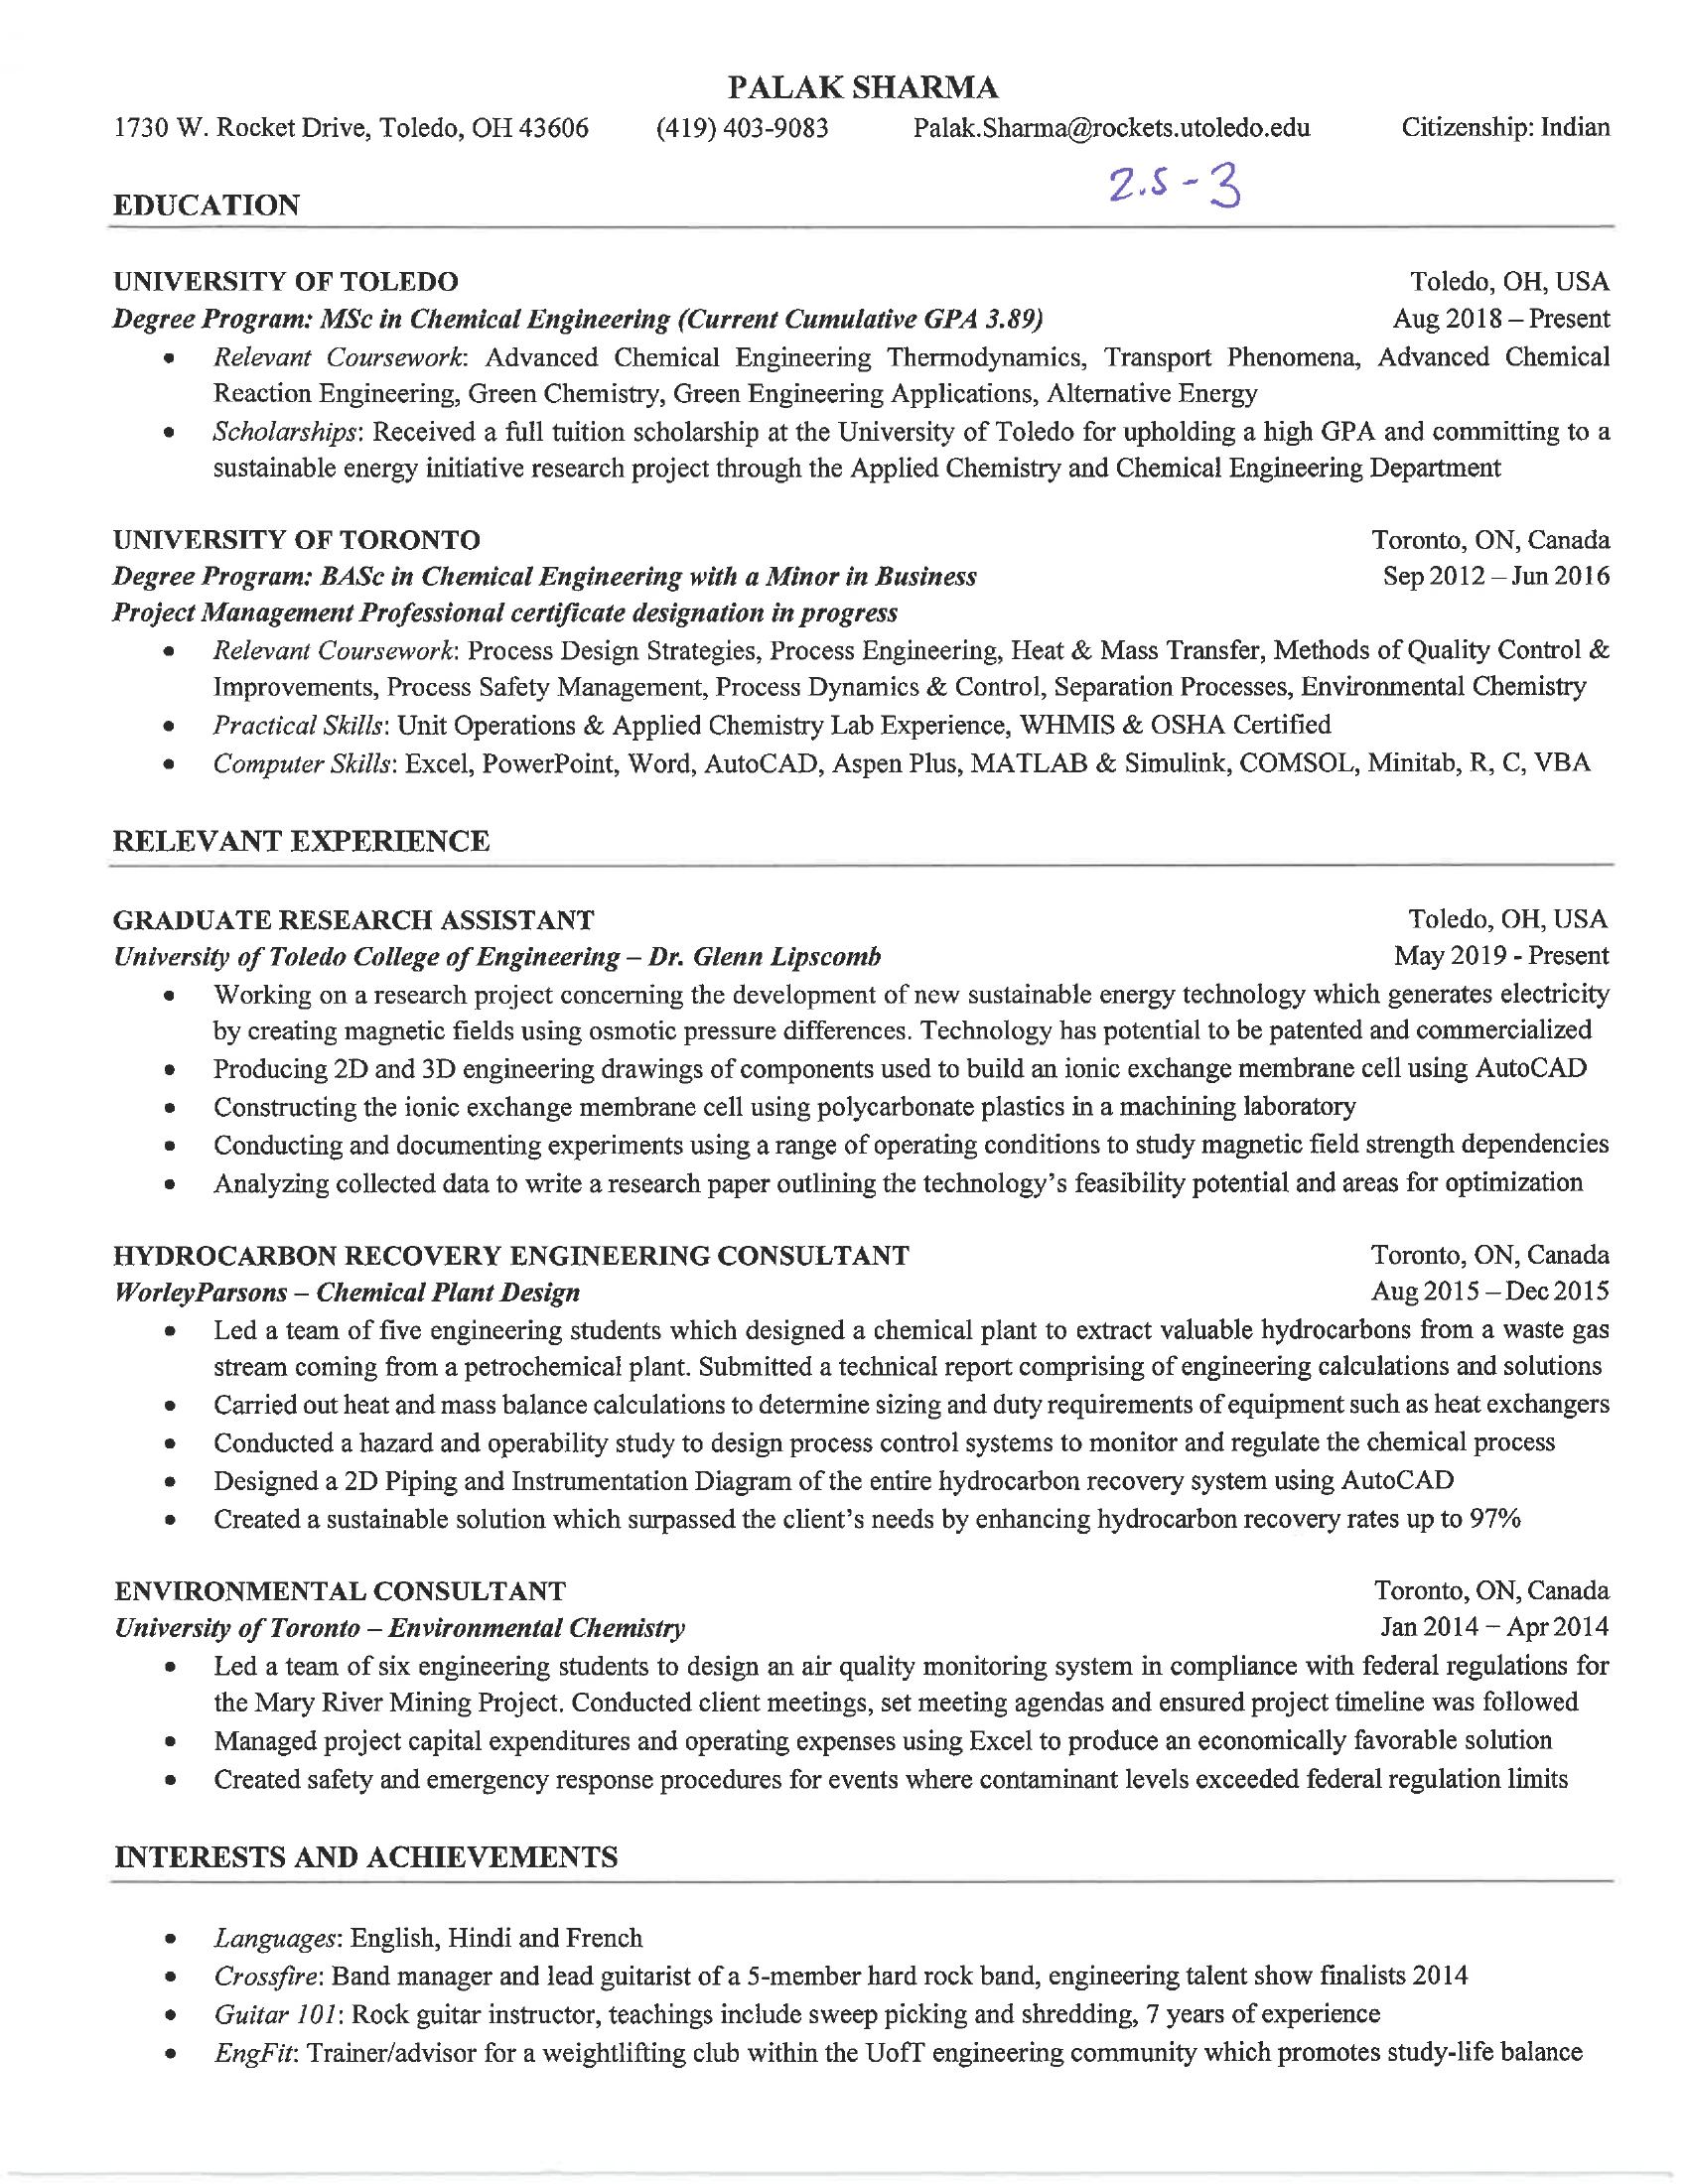 PALAK SHARMA
1730 W. Rocket Drive, Toledo, OH 43606 (419) 403-9083 Palak.Sharma@rockets.utoledo.edu Citizenship: Indian
2.5 - 3
EDUCATION
UNIVERSITY OF TOLEDO Toledo, OH, USA
Degree Program: MSc in Chemical Engineering (Current Cumulative GPA 3.89) Aug 2018 – Present
• Relevant Coursework: Advanced Chemical Engineering Thermodynamics, Transport Phenomena, Advanced Chemical
Reaction Engineering, Green Chemistry, Green Engineering Applications, Alternative Energy
• Scholarships: Received a full tuition scholarship at the University of Toledo for upholding a high GPA and committing to a
sustainable energy initiative research project through the Applied Chemistry and Chemical Engineering Department
UNIVERSITY OF TORONTO Toronto, ON, Canada
Degree Program: BASc in Chemical Engineering with a Minor in Business Sep 2012 – Jun 2016
Project Management Professional certificate designation in progress
• Relevant Coursework: Process Design Strategies, Process Engineering, Heat & Mass Transfer, Methods of Quality Control &
Improvements, Process Safety Management, Process Dynamics & Control, Separation Processes, Environmental Chemistry
• Practical Skills: Unit Operations & Applied Chemistry Lab Experience, WHMIS & OSHA Certified
• Computer Skills: Excel, PowerPoint, Word, AutoCAD, Aspen Plus, MATLAB & Simulink, COMSOL, Minitab, R, C, VBA
RELEVANT EXPERIENCE
GRADUATE RESEARCH ASSISTANT Toledo, OH, USA
University of Toledo College of Engineering – Dr. Glenn Lipscomb May 2019 - Present
• Working on a research project concerning the development of new sustainable energy technology which generates electricity
by creating magnetic fields using osmotic pressure differences. Technology has potential to be patented and commercialized
• Producing 2D and 3D engineering drawings of components used to build an ionic exchange membrane cell using AutoCAD
• Constructing the ionic exchange membrane cell using polycarbonate plastics in a machining laboratory
• Conducting and documenting experiments using a range of operating conditions to study magnetic field strength dependencies
• Analyzing collected data to write a research paper outlining the technology's feasibility potential and areas for optimization
HYDROCARBON RECOVERY ENGINEERING CONSULTANT Toronto, ON, Canada
WorleyParsons – Chemical Plant Design Aug 2015 – Dec 2015
• Led a team of five engineering students which designed a chemical plant to extract valuable hydrocarbons from a waste gas
stream coming from a petrochemical plant. Submitted a technical report comprising of engineering calculations and solutions
• Carried out heat and mass balance calculations to determine sizing and duty requirements of equipment such as heat exchangers
• Conducted a hazard and operability study to design process control systems to monitor and regulate the chemical process
• Designed a 2D Piping and Instrumentation Diagram of the entire hydrocarbon recovery system using AutoCAD
• Created a sustainable solution which surpassed the client's needs by enhancing hydrocarbon recovery rates up to 97%
ENVIRONMENTAL CONSULTANT Toronto, ON, Canada
University of Toronto – Environmental Chemistry Jan 2014 – Apr 2014
• Led a team of six engineering students to design an air quality monitoring system in compliance with federal regulations for
the Mary River Mining Project. Conducted client meetings, set meeting agendas and ensured project timeline was followed
• Managed project capital expenditures and operating expenses using Excel to produce an economically favorable solution
• Created safety and emergency response procedures for events where contaminant levels exceeded federal regulation limits
INTERESTS AND ACHIEVEMENTS
• Languages: English, Hindi and French
• Crossfire: Band manager and lead guitarist of a 5-member hard rock band, engineering talent show finalists 2014
• Guitar 101: Rock guitar instructor, teachings include sweep picking and shredding, 7 years of experience
• EngFit: Trainer/advisor for a weightlifting club within the UofT engineering community which promotes study-life balance